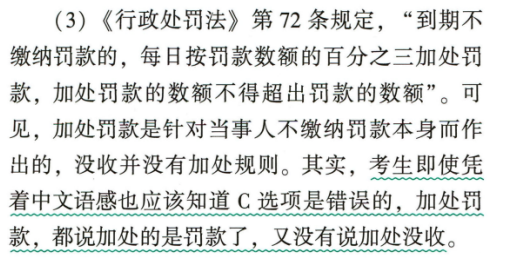 (3)《行政处罚法》第 72 条规定，“到期不
缴纳罚款的，每日按罚款数额的百分之三加处罚
款，加处罚款的数额不得超出罚款的数额”。可
见，加处罚款是针对当事人不缴纳罚款本身而作
出的，没收并没有加处规则。其实，考生即使凭
着中文语感也应该知道 C 选项是错误的，加处罚
款，都说加处的是罚款了，又没有说加处没收。